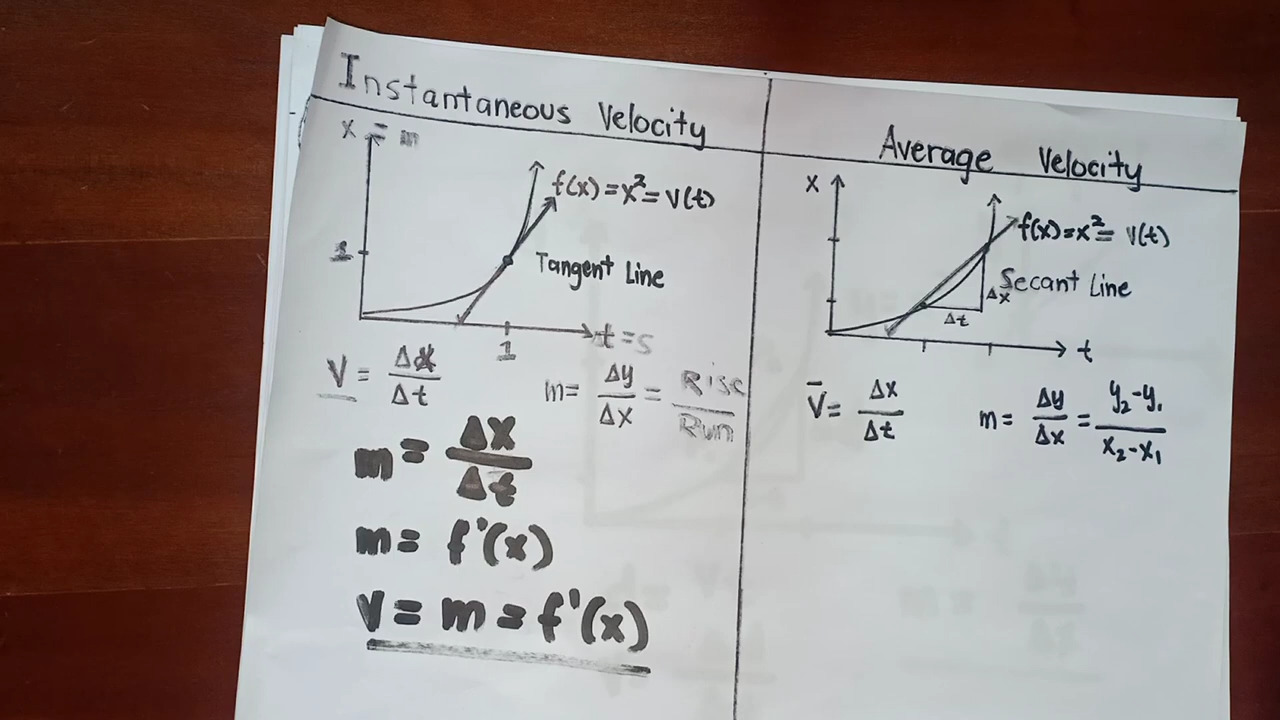 Instantaneous Velocity
x = m
f(x) = x² = v(t)
1
Tangent Line
t = s
1
V = Δx/Δt
m = Δy/Δx = Rise/Run
m = Δx/Δt
m = f'(x)
v = m = f'(x)
Average Velocity
x
f(x) = x² = v(t)
Secant Line
Δx
Δt
t
V̄ = Δx/Δt
m = Δy/Δx = y₂-y₁/x₂-x₁